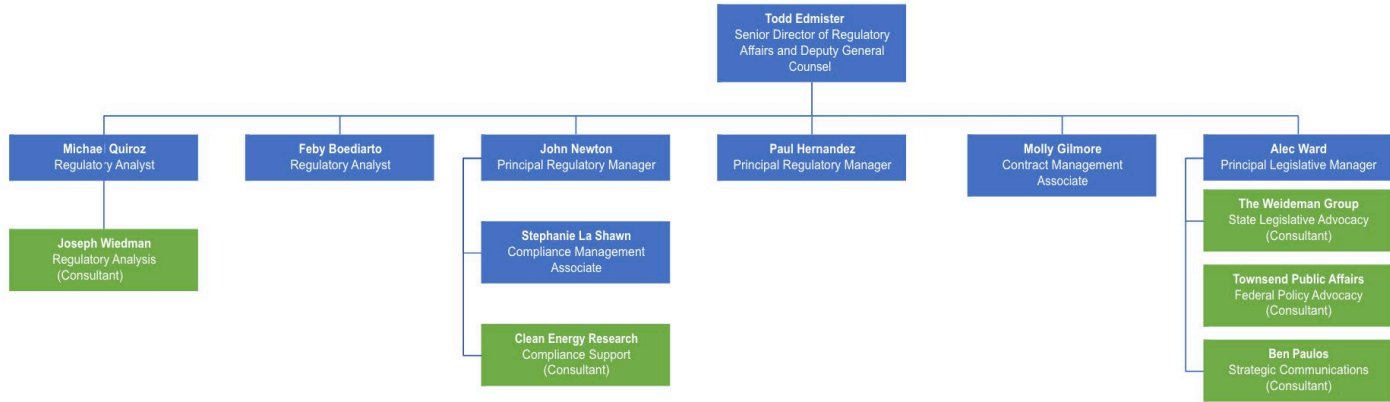 Todd Edmister
Senior Director of Regulatory
Affairs and Deputy General
Counsel
Michael Quiroz
Regulatory Analyst
Feby Boediarto
Regulatory Analyst
John Newton
Principal Regulatory Manager
Paul Hernandez
Principal Regulatory Manager
Molly Gilmore
Contract Management
Associate
Alec Ward
Principal Legislative Manager
Joseph Wiedman
Regulatory Analysis
(Consultant)
Stephanie La Shawn
Compliance Management
Associate
Clean Energy Research
Compliance Support
(Consultant)
The Weideman Group
State Legislative Advocacy
(Consultant)
Townsend Public Affairs
Federal Policy Advocacy
(Consultant)
Ben Paulos
Strategic Communications
(Consultant)